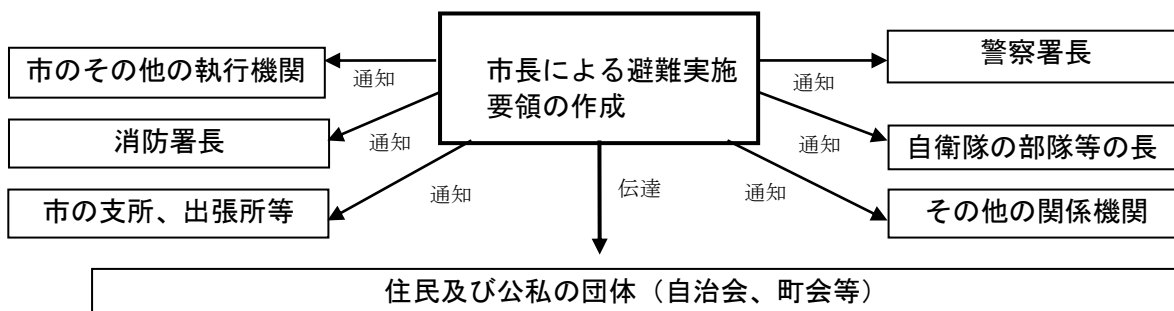 市長による避難実施
要領の作成
市のその他の執行機関
通知
消防署長
通知
市の支所、出張所等
通知
警察署長
通知
自衛隊の部隊等の長
通知
その他の関係機関
通知
伝達
住民及び公私の団体（自治会、町会等）